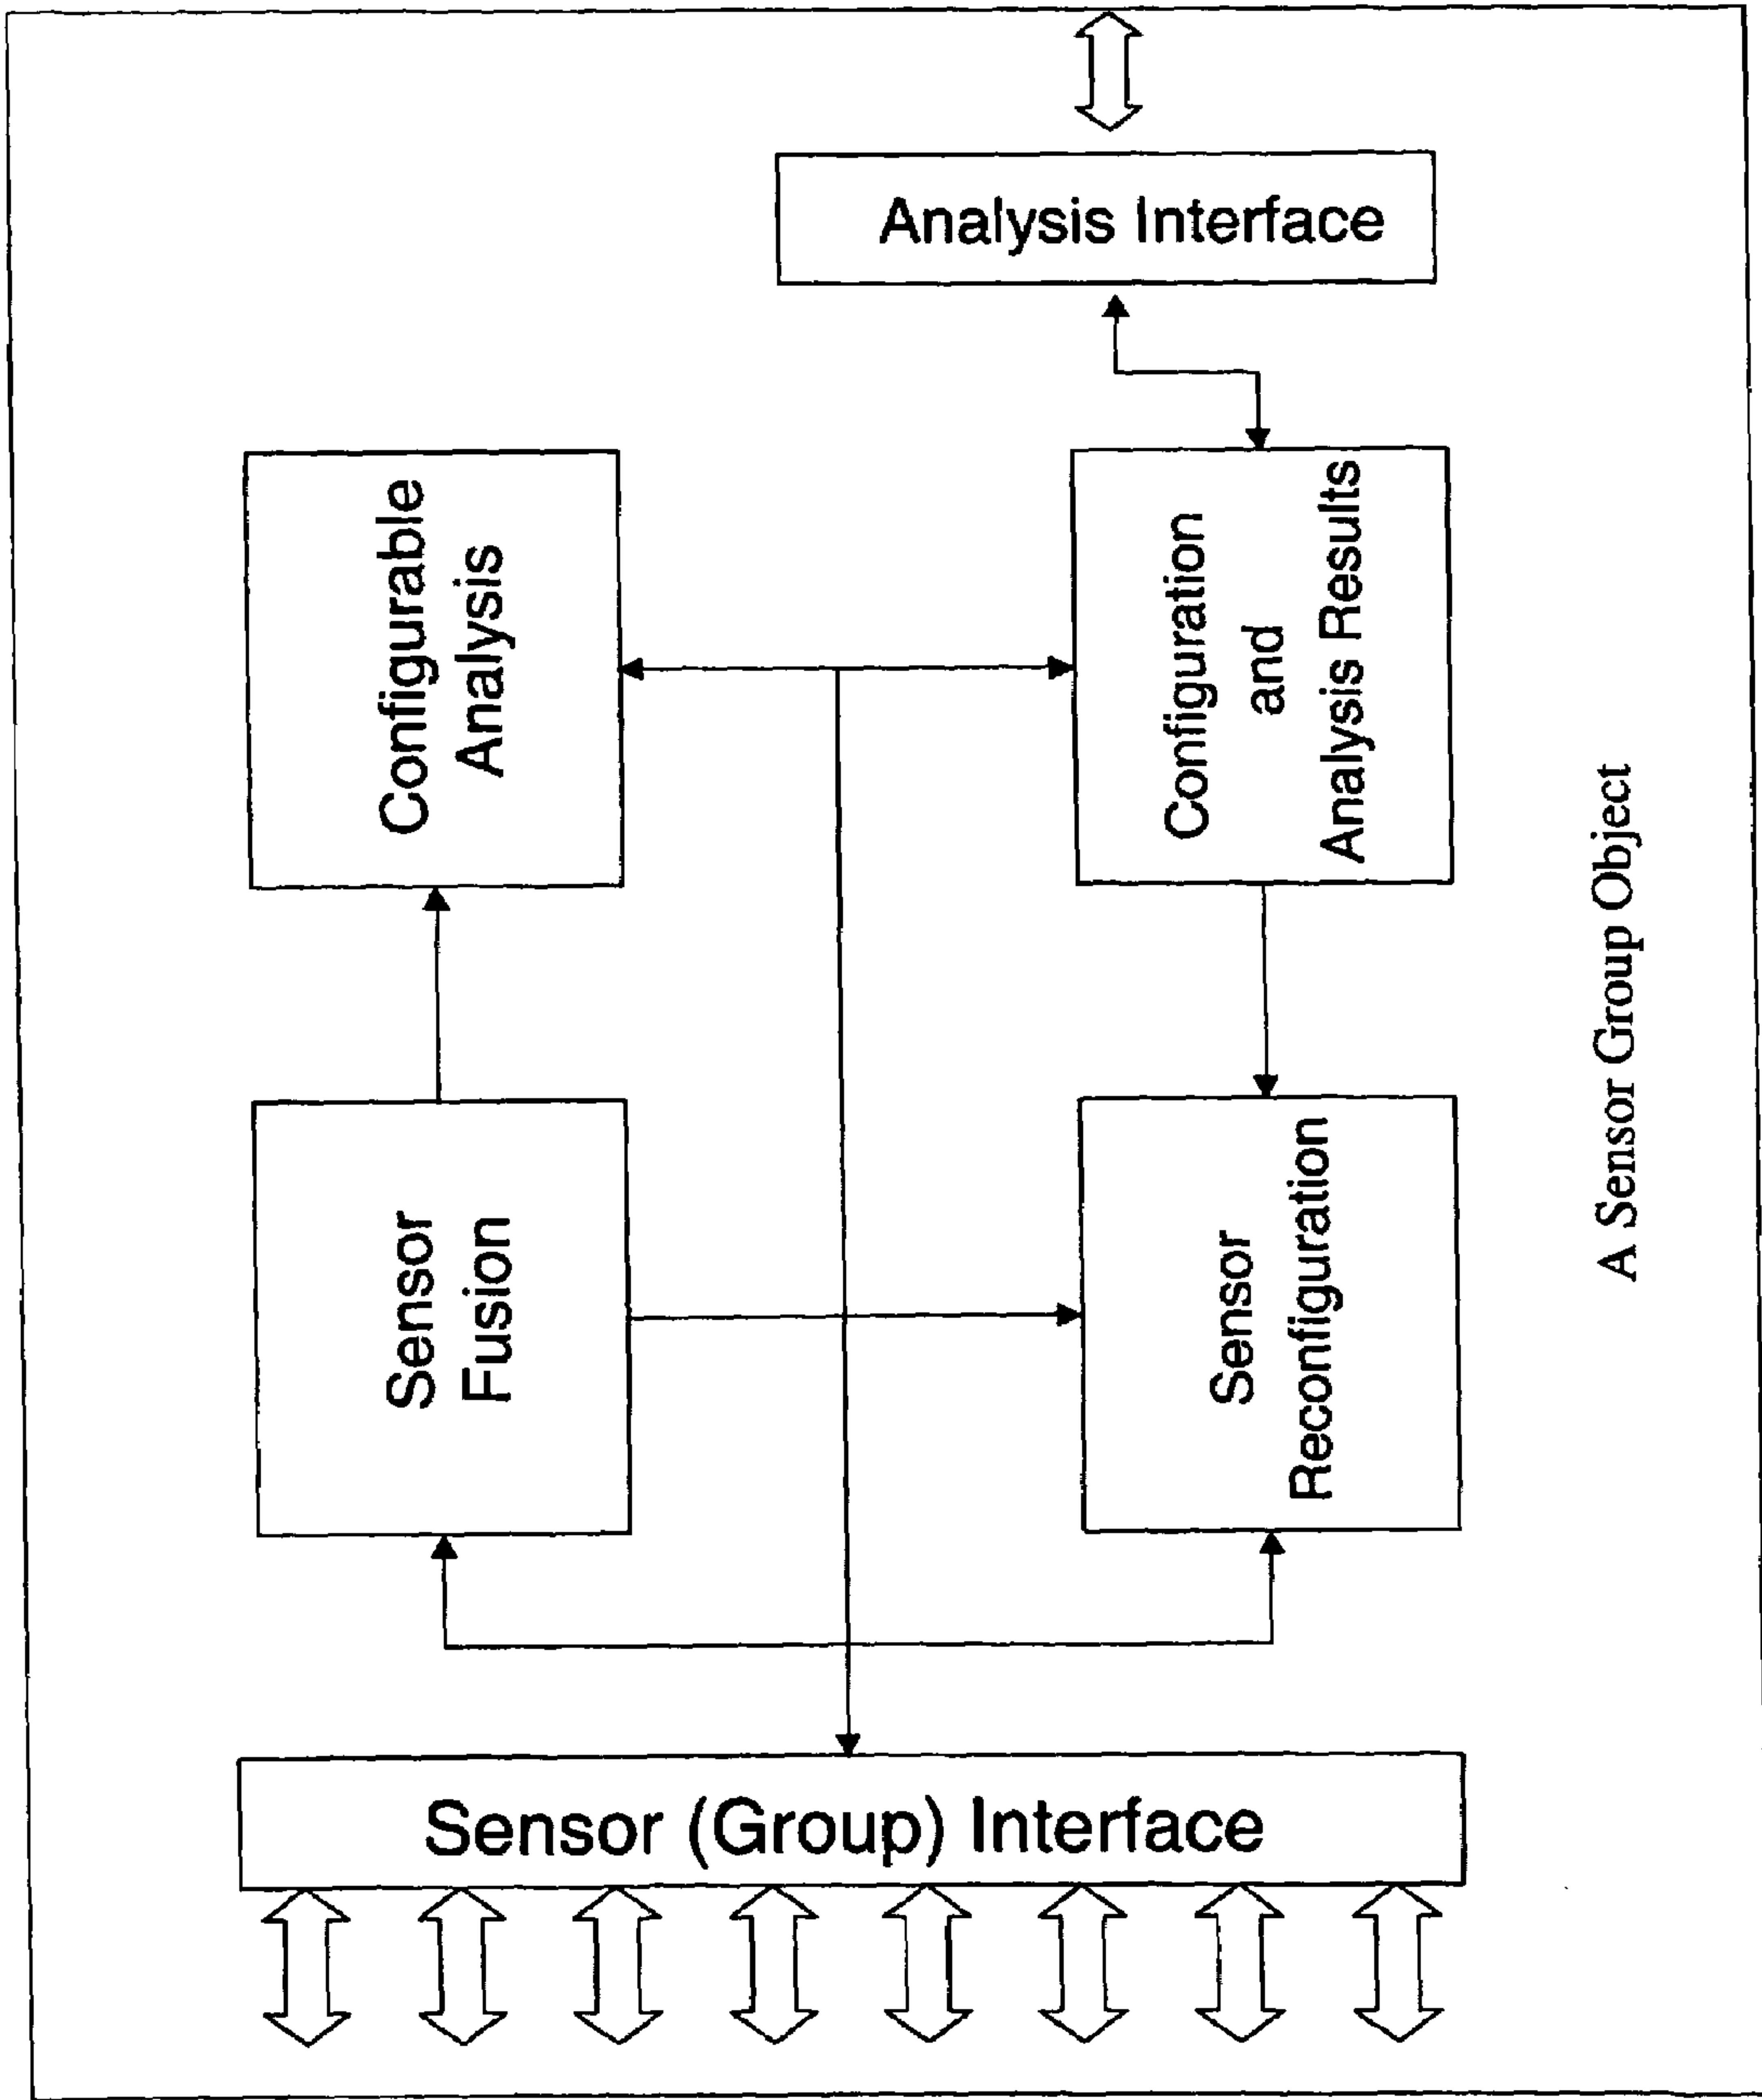 Sensor (Group) Interface
Sensor
Fusion
Configurable
Analysis
Sensor
Reconfiguration
Configuration
and
Analysis Results
Analysis Interface
A Sensor Group Object